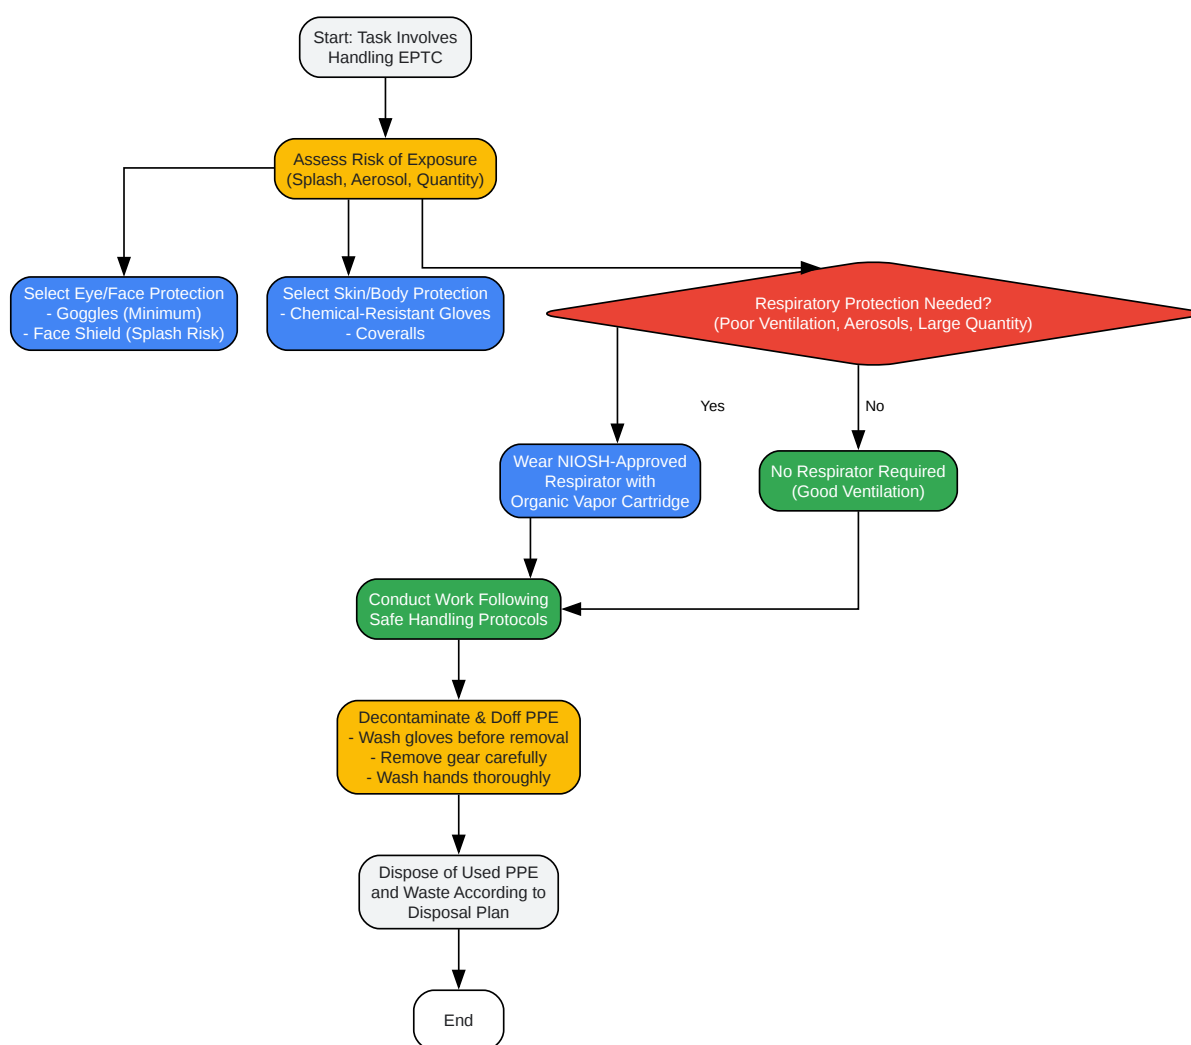 Start: Task Involves
Handling EPTC
Assess Risk of Exposure
(Splash, Aerosol, Quantity)
Select Eye/Face Protection
- Goggles (Minimum)
- Face Shield (Splash Risk)
Select Skin/Body Protection
- Chemical-Resistant Gloves
- Coveralls
Respiratory Protection Needed?
(Poor Ventilation, Aerosols, Large Quantity)
Yes
No
Wear NIOSH-Approved
Respirator with
Organic Vapor Cartridge
No Respirator Required
(Good Ventilation)
Conduct Work Following
Safe Handling Protocols
Decontaminate & Doff PPE
- Wash gloves before removal
- Remove gear carefully
- Wash hands thoroughly
Dispose of Used PPE
and Waste According to
Disposal Plan
End